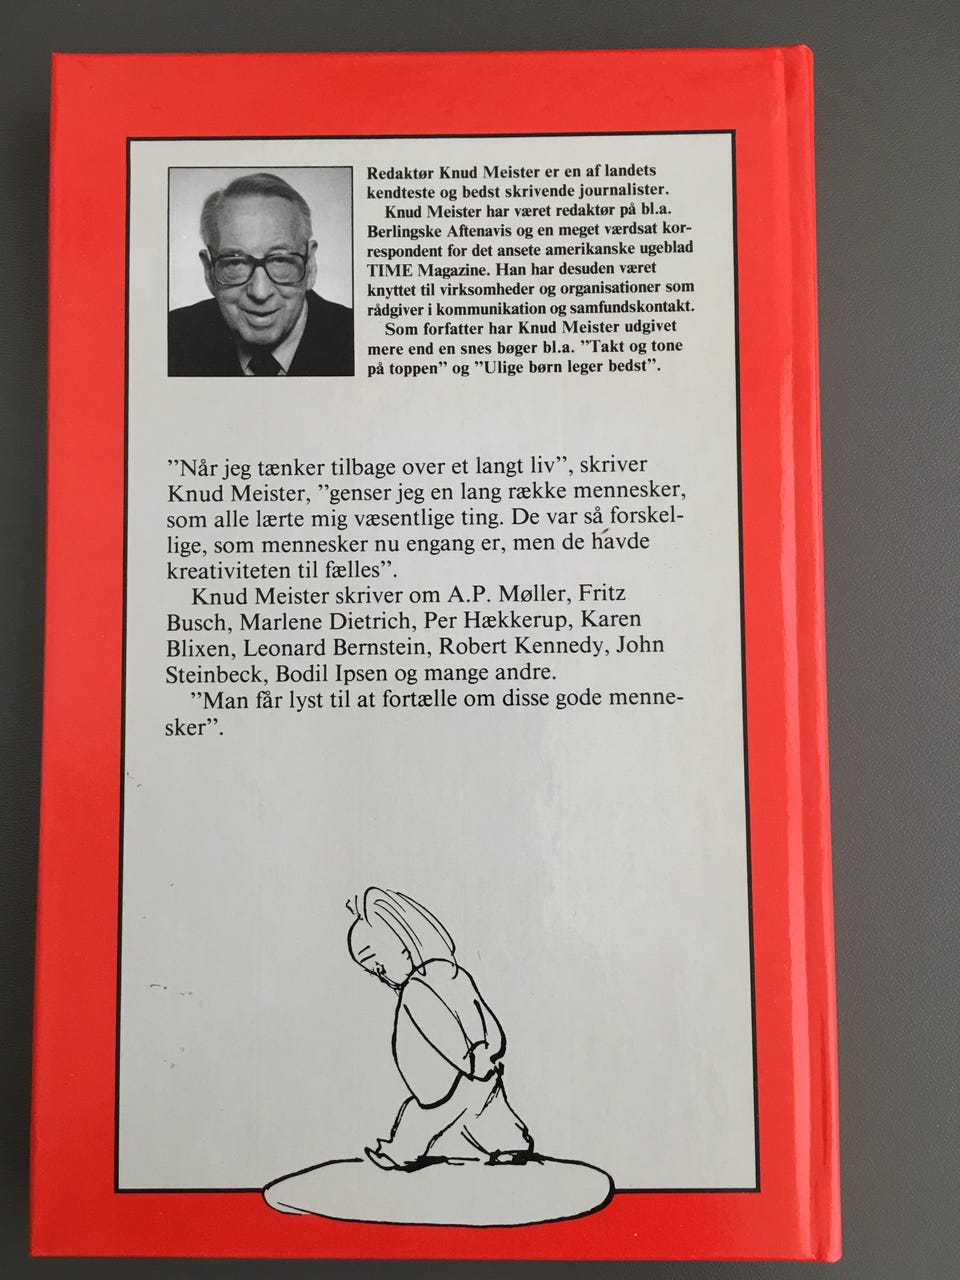 Redaktør Knud Meister er en af landets
kendteste og bedst skrivende journalister.
Knud Meister har været redaktør på bl.a.
Berlingske Aftenavis og en meget værdsat kor-
respondent for det ansete amerikanske ugeblad
TIME Magazine. Han har desuden været
knyttet til virksomheder og organisationer som
rådgiver i kommunikation og samfundskontakt.
Som forfatter har Knud Meister udgivet
mere end en snes bøger bl.a. ”Takt og tone
på toppen” og ”Ulige børn leger bedst”.
”Når jeg tænker tilbage over et langt liv”, skriver
Knud Meister, ”genser jeg en lang række mennesker,
som alle lærte mig væsentlige ting. De var så forskel-
lige, som mennesker nu engang er, men de havde
kreativiteten til fælles”.
Knud Meister skriver om A.P. Møller, Fritz
Busch, Marlene Dietrich, Per Hækkerup, Karen
Blixen, Leonard Bernstein, Robert Kennedy, John
Steinbeck, Bodil Ipsen og mange andre.
”Man får lyst til at fortælle om disse gode menne-
sker”.